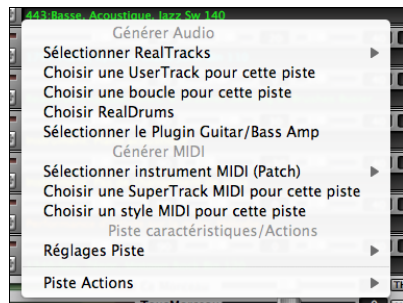 443:Basse, Acoustique, Jazz Sw 140
Générer Audio
Sélectionner RealTracks
Choisir une UserTrack pour cette piste
Choisir une boucle pour cette piste
Choisir RealDrums
Sélectionner le Plugin Guitar/Bass Amp
Générer MIDI
Sélectionner instrument MIDI (Patch)
Choisir une SuperTrack MIDI pour cette piste
Choisir un style MIDI pour cette piste
Piste caractéristiques/Actions
Réglages Piste
Piste Actions